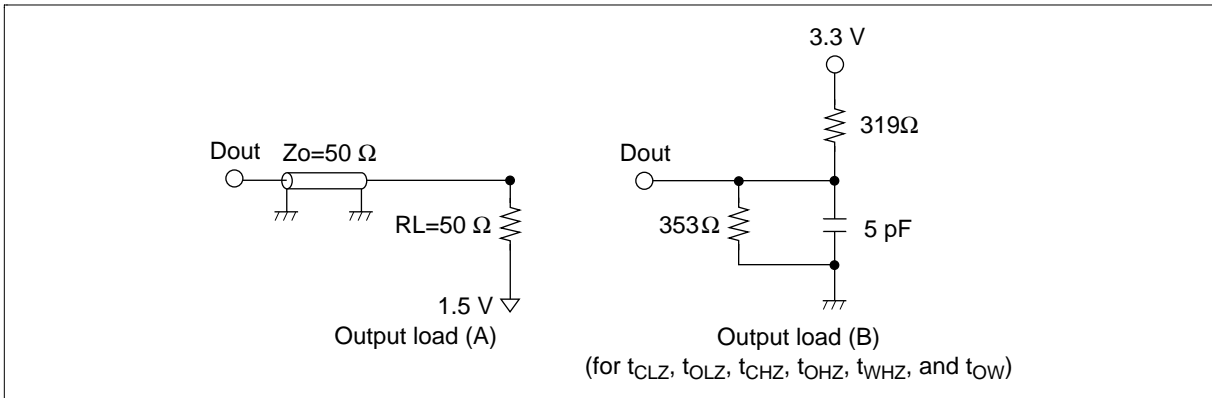 Dout
Zo=50 Ω
RL=50 Ω
1.5 V
Output load (A)
3.3 V
319Ω
Dout
353Ω
5 pF
Output load (B)
(for tCLZ, tOLZ, tCHZ, tOHZ, tWHZ, and tOW)